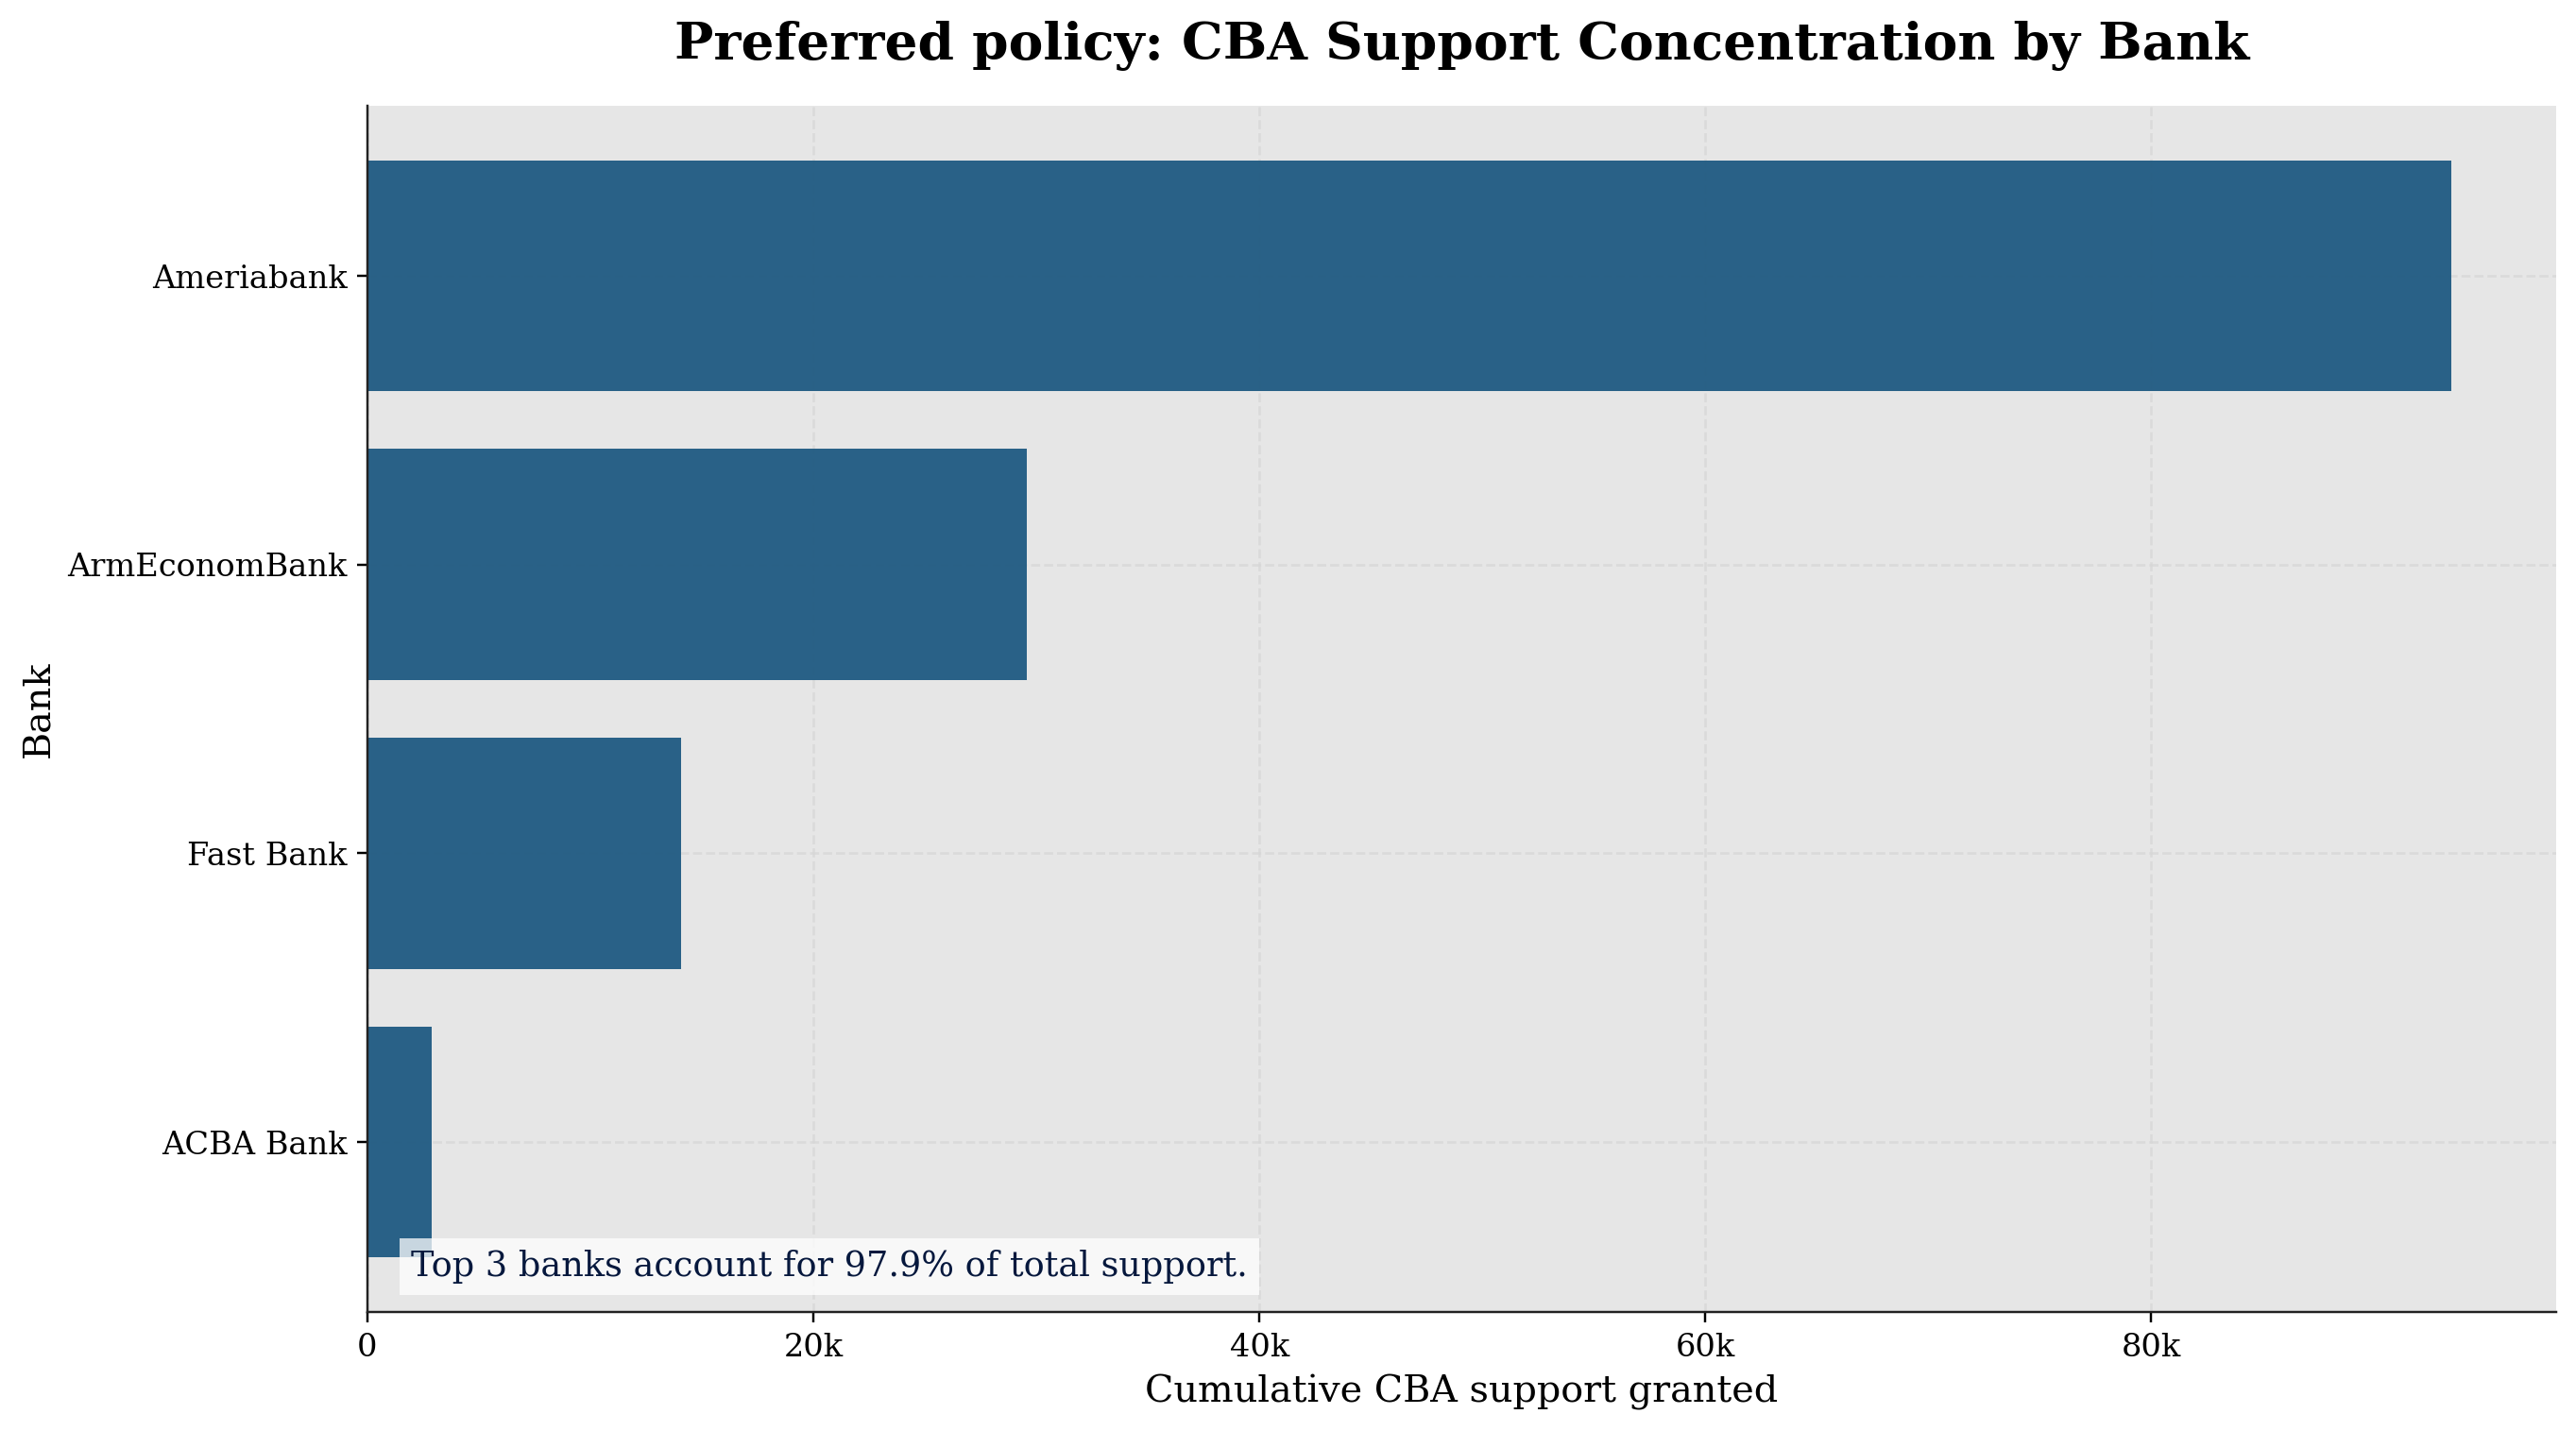 Preferred policy: CBA Support Concentration by Bank
Bank
Ameriabank
ArmEconomBank
Fast Bank
ACBA Bank
Top 3 banks account for 97.9% of total support.
0 20k 40k 60k 80k
Cumulative CBA support granted